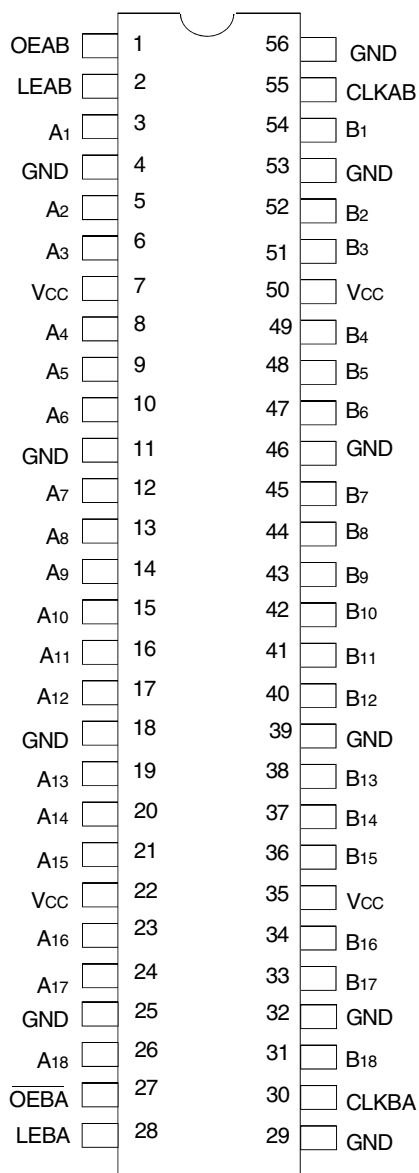 OEAB 1 56 GND
LEAB 2 55 CLKAB
A1 3 54 B1
GND 4 53 GND
A2 5 52 B2
A3 6 51 B3
VCC 7 50 VCC
A4 8 49 B4
A5 9 48 B5
A6 10 47 B6
GND 11 46 GND
A7 12 45 B7
A8 13 44 B8
A9 14 43 B9
A10 15 42 B10
A11 16 41 B11
A12 17 40 B12
GND 18 39 GND
A13 19 38 B13
A14 20 37 B14
A15 21 36 B15
VCC 22 35 VCC
A16 23 34 B16
A17 24 33 B17
GND 25 32 GND
A18 26 31 B18
O̅E̅B̅A̅ 27 30 CLKBA
LEBA 28 29 GND